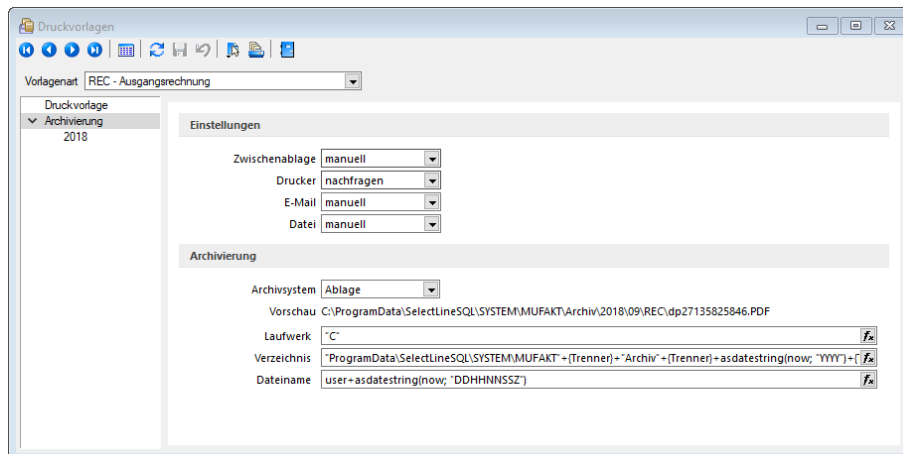 Druckvorlagen
Vorlagenart REC - Ausgangsrechnung
Druckvorlage
Archivierung
2018
Einstellungen
Zwischenablage manuell
Drucker nachfragen
E-Mail manuell
Datei manuell
Archivierung
Archivsystem Ablage
Vorschau C:\ProgramData\SelectLineSQL\SYSTEM\MUFAKT\Archiv\2018\09\REC\dp27135825846.PDF
Laufwerk "C"
Verzeichnis "ProgramData\SelectLineSQL\SYSTEM\MUFAKT"+{Trenner}+"Archiv"+{Trenner}+asdatestring(now; "YYYY")+{
Dateiname user+asdatestring(now; "DDHHNNSSZ")